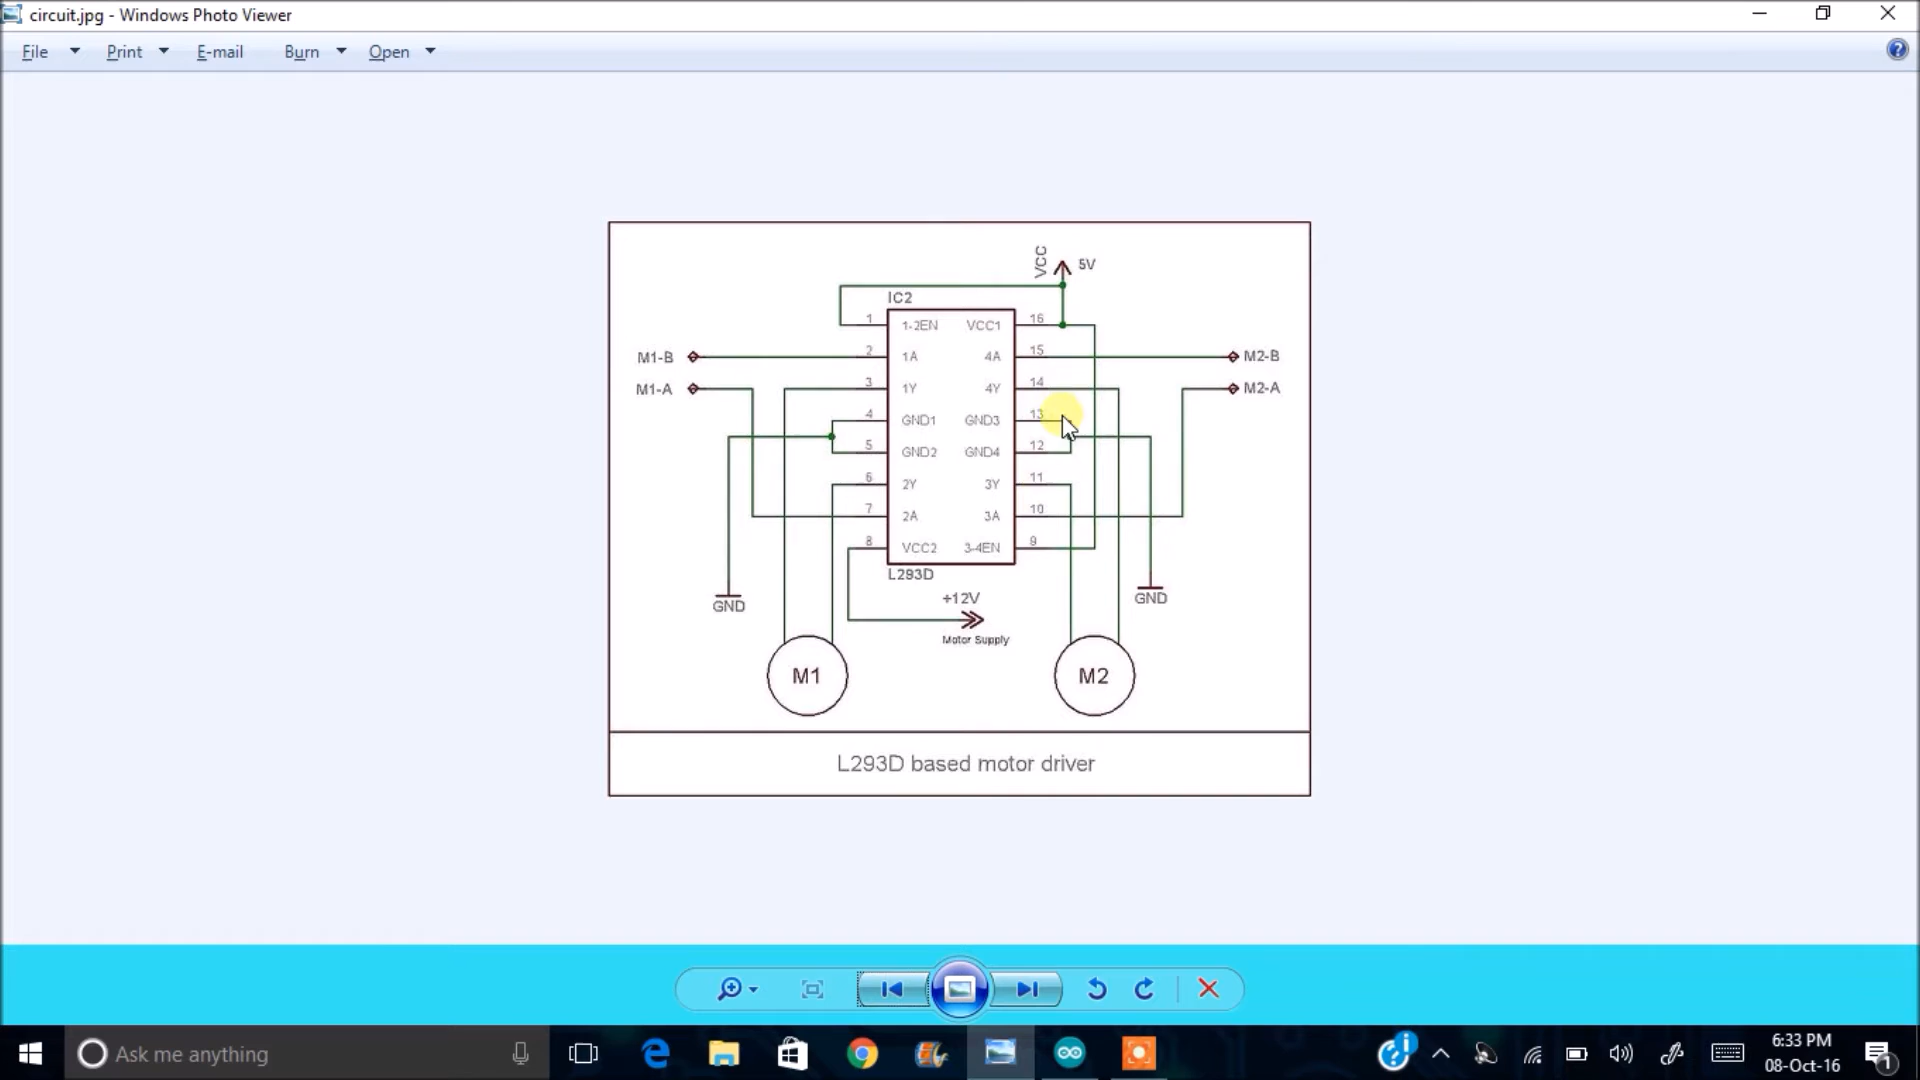 circuit.jpg - Windows Photo Viewer
File Print E-mail Burn Open
VCC 5V
IC2
1 1-2EN VCC1 16
M1-B 2 1A 4A 15 M2-B
M1-A 3 1Y 4Y 14 M2-A
4 GND1 GND3 13
5 GND2 GND4 12
6 2Y 3Y 11
7 2A 3A 10
8 VCC2 3-4EN 9
L293D
+12V
GND GND
Motor Supply
M1 M2
L293D based motor driver
Ask me anything
6:33 PM
08-Oct-16
1